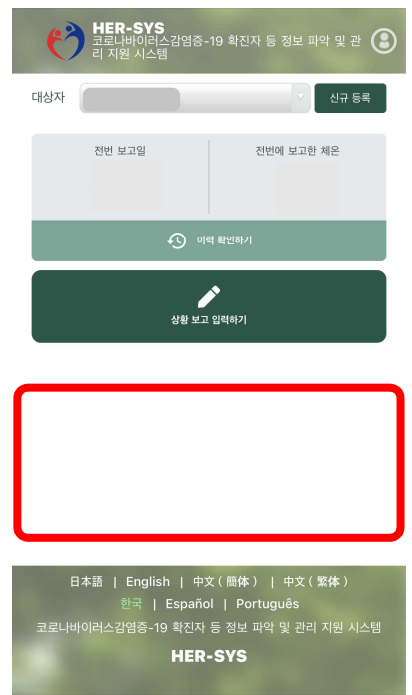 HER-SYS
코로나바이러스감염증-19 확진자 등 정보 파악 및 관
리 지원 시스템
대상자
신규 등록
전번 보고일
전번에 보고한 체온
이력 확인하기
상황 보고 입력하기
日本語 | English | 中文 ( 簡体 ) | 中文 ( 繁体 )
한국 | Español | Português
코로나바이러스감염증-19 확진자 등 정보 파악 및 관리 지원 시스템
HER-SYS